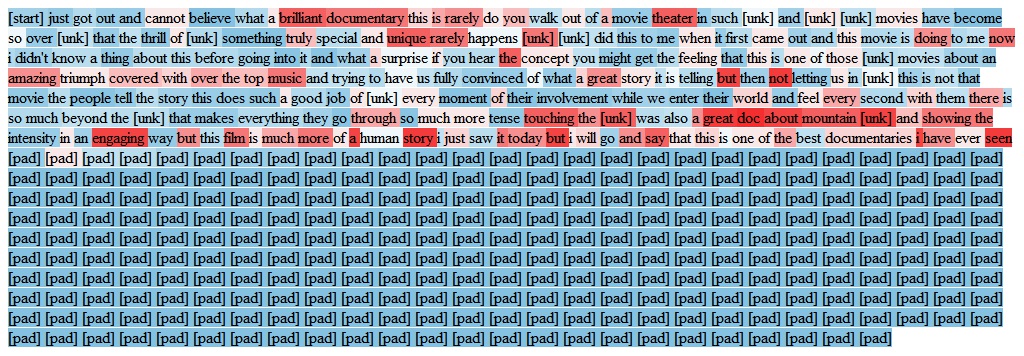 [start] just got out and cannot believe what a brilliant documentary this is rarely do you walk out of a movie theater in such [unk] and [unk] [unk] movies have become
so over [unk] that the thrill of [unk] something truly special and unique rarely happens [unk] [unk] did this to me when it first came out and this movie is doing to me now
i didn't know a thing about this before going into it and what a surprise if you hear the concept you might get the feeling that this is one of those [unk] movies about an
amazing triumph covered with over the top music and trying to have us fully convinced of what a great story it is telling but then not letting us in [unk] this is not that
movie the people tell the story this does such a good job of [unk] every moment of their involvement while we enter their world and feel every second with them there is
so much beyond the [unk] that makes everything they go through so much more tense touching the [unk] was also a great doc about mountain [unk] and showing the
intensity in an engaging way but this film is much more of a human story i just saw it today but i will go and say that this is one of the best documentaries i have ever seen
[pad] [pad] [pad] [pad] [pad] [pad] [pad] [pad] [pad] [pad] [pad] [pad] [pad] [pad] [pad] [pad] [pad] [pad] [pad] [pad] [pad] [pad] [pad] [pad] [pad] [pad] [pad]
[pad] [pad] [pad] [pad] [pad] [pad] [pad] [pad] [pad] [pad] [pad] [pad] [pad] [pad] [pad] [pad] [pad] [pad] [pad] [pad] [pad] [pad] [pad] [pad] [pad] [pad] [pad]
[pad] [pad] [pad] [pad] [pad] [pad] [pad] [pad] [pad] [pad] [pad] [pad] [pad] [pad] [pad] [pad] [pad] [pad] [pad] [pad] [pad] [pad] [pad] [pad] [pad] [pad] [pad]
[pad] [pad] [pad] [pad] [pad] [pad] [pad] [pad] [pad] [pad] [pad] [pad] [pad] [pad] [pad] [pad] [pad] [pad] [pad] [pad] [pad] [pad] [pad] [pad] [pad] [pad] [pad]
[pad] [pad] [pad] [pad] [pad] [pad] [pad] [pad] [pad] [pad] [pad] [pad] [pad] [pad] [pad] [pad] [pad] [pad] [pad] [pad] [pad] [pad] [pad] [pad] [pad] [pad] [pad]
[pad] [pad] [pad] [pad] [pad] [pad] [pad] [pad] [pad] [pad] [pad] [pad] [pad] [pad] [pad] [pad] [pad] [pad] [pad] [pad] [pad] [pad] [pad] [pad] [pad] [pad] [pad]
[pad] [pad] [pad] [pad] [pad] [pad] [pad] [pad] [pad] [pad] [pad] [pad] [pad] [pad] [pad] [pad] [pad] [pad] [pad] [pad] [pad] [pad] [pad] [pad] [pad] [pad] [pad]
[pad] [pad] [pad] [pad] [pad] [pad] [pad] [pad] [pad] [pad] [pad] [pad] [pad] [pad] [pad] [pad] [pad] [pad] [pad] [pad] [pad] [pad] [pad] [pad] [pad] [pad] [pad]
[pad] [pad] [pad] [pad] [pad] [pad] [pad] [pad] [pad] [pad] [pad] [pad] [pad] [pad] [pad] [pad] [pad] [pad] [pad] [pad] [pad] [pad] [pad] [pad] [pad] [pad] [pad]
[pad] [pad] [pad] [pad] [pad] [pad] [pad] [pad] [pad] [pad] [pad] [pad] [pad] [pad] [pad] [pad] [pad] [pad] [pad] [pad] [pad] [pad] [pad] [pad]